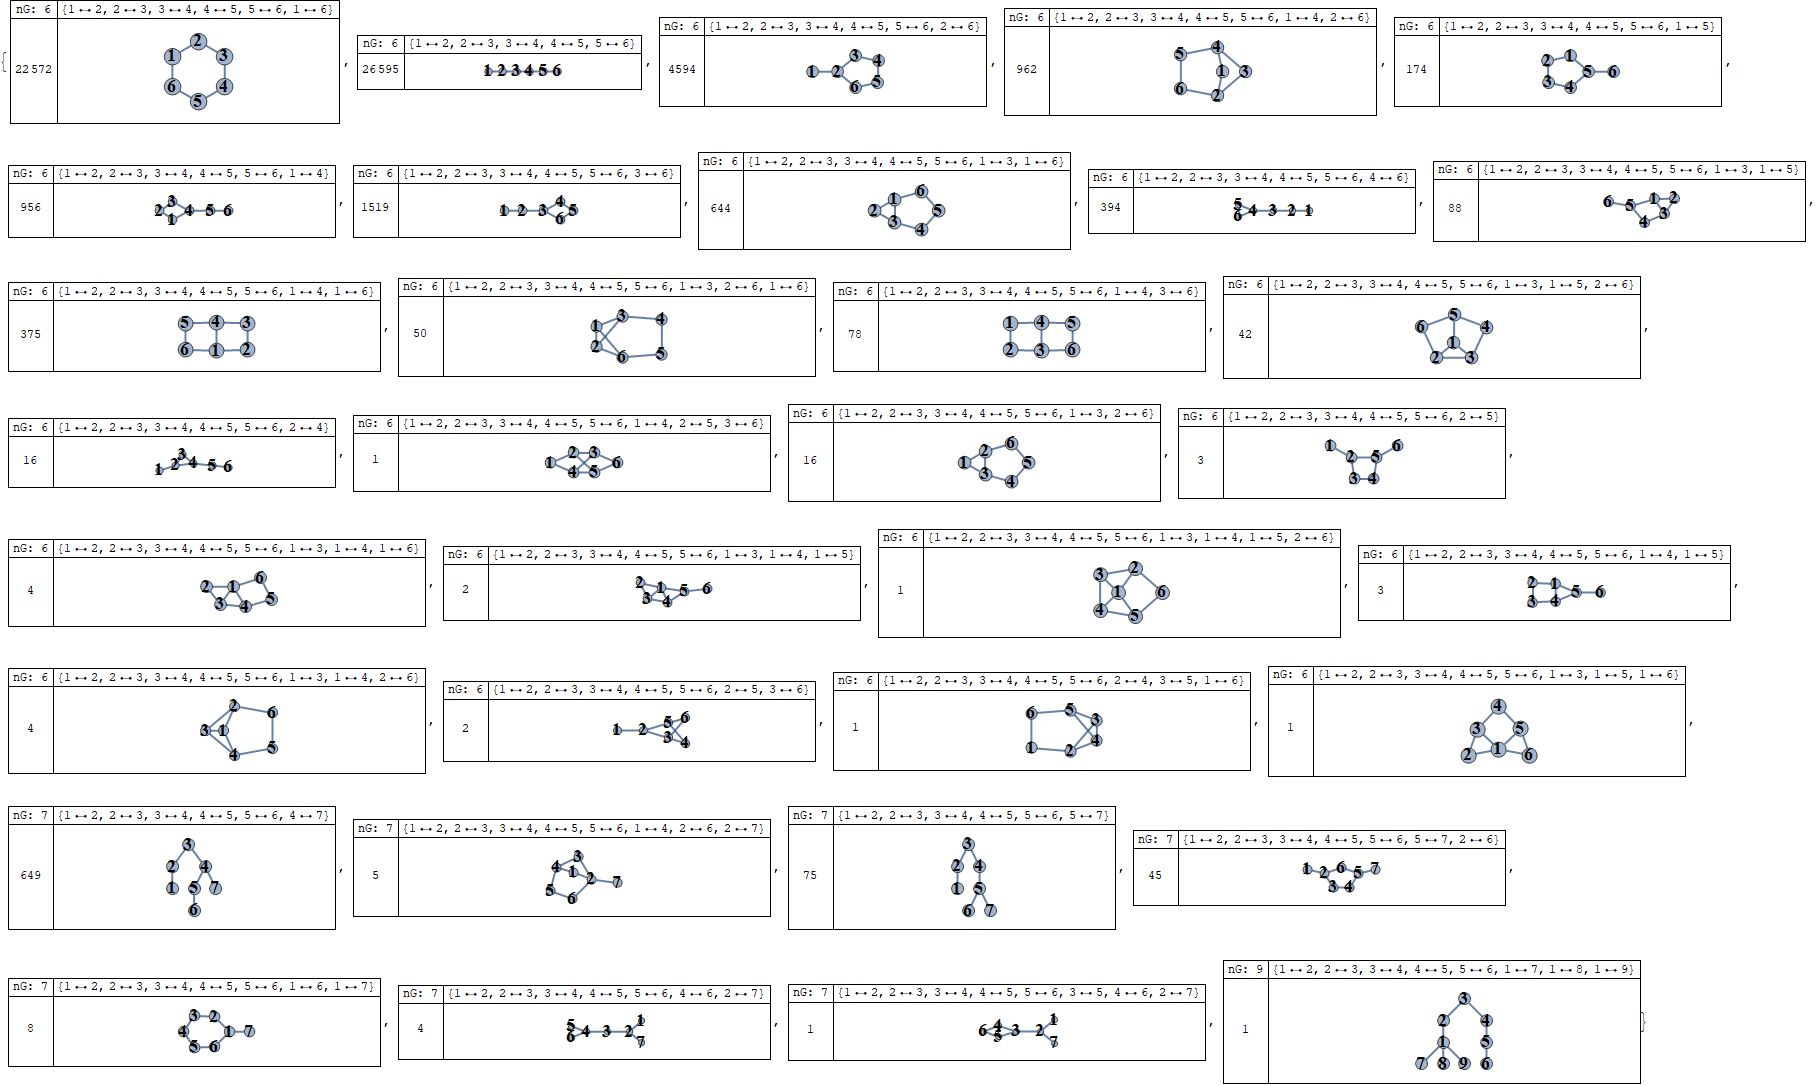 { nG: 6 {1 ↔ 2, 2 ↔ 3, 3 ↔ 4, 4 ↔ 5, 5 ↔ 6, 1 ↔ 6}
22 572
1 2 3 4 5 6
, nG: 6 {1 ↔ 2, 2 ↔ 3, 3 ↔ 4, 4 ↔ 5, 5 ↔ 6}
26 595
1 2 3 4 5 6
, nG: 6 {1 ↔ 2, 2 ↔ 3, 3 ↔ 4, 4 ↔ 5, 5 ↔ 6, 2 ↔ 6}
4594
1 2 3 4 5 6
, nG: 6 {1 ↔ 2, 2 ↔ 3, 3 ↔ 4, 4 ↔ 5, 5 ↔ 6, 1 ↔ 4, 2 ↔ 6}
962
5 4 1 3 6 2
, nG: 6 {1 ↔ 2, 2 ↔ 3, 3 ↔ 4, 4 ↔ 5, 5 ↔ 6, 1 ↔ 5}
174
2 1 3 4 5 6
,
nG: 6 {1 ↔ 2, 2 ↔ 3, 3 ↔ 4, 4 ↔ 5, 5 ↔ 6, 1 ↔ 4}
956
2 3 1 4 5 6
, nG: 6 {1 ↔ 2, 2 ↔ 3, 3 ↔ 4, 4 ↔ 5, 5 ↔ 6, 3 ↔ 6}
1519
1 2 3 4 6 5
, nG: 6 {1 ↔ 2, 2 ↔ 3, 3 ↔ 4, 4 ↔ 5, 5 ↔ 6, 1 ↔ 3, 1 ↔ 6}
644
2 1 3 6 4 5
, nG: 6 {1 ↔ 2, 2 ↔ 3, 3 ↔ 4, 4 ↔ 5, 5 ↔ 6, 4 ↔ 6}
394
5 6 4 3 2 1
, nG: 6 {1 ↔ 2, 2 ↔ 3, 3 ↔ 4, 4 ↔ 5, 5 ↔ 6, 1 ↔ 3, 1 ↔ 5}
88
6 5 1 2 4 3
,
nG: 6 {1 ↔ 2, 2 ↔ 3, 3 ↔ 4, 4 ↔ 5, 5 ↔ 6, 1 ↔ 4, 1 ↔ 6}
375
5 4 3 6 1 2
, nG: 6 {1 ↔ 2, 2 ↔ 3, 3 ↔ 4, 4 ↔ 5, 5 ↔ 6, 1 ↔ 3, 2 ↔ 6, 1 ↔ 6}
50
1 3 4 2 6 5
, nG: 6 {1 ↔ 2, 2 ↔ 3, 3 ↔ 4, 4 ↔ 5, 5 ↔ 6, 1 ↔ 4, 3 ↔ 6}
78
1 4 5 2 3 6
, nG: 6 {1 ↔ 2, 2 ↔ 3, 3 ↔ 4, 4 ↔ 5, 5 ↔ 6, 1 ↔ 3, 1 ↔ 5, 2 ↔ 6}
42
6 5 4 1 2 3
,
nG: 6 {1 ↔ 2, 2 ↔ 3, 3 ↔ 4, 4 ↔ 5, 5 ↔ 6, 2 ↔ 4}
16
1 2 3 4 5 6
, nG: 6 {1 ↔ 2, 2 ↔ 3, 3 ↔ 4, 4 ↔ 5, 5 ↔ 6, 1 ↔ 4, 2 ↔ 5, 3 ↔ 6}
1
1 2 3 4 5 6
, nG: 6 {1 ↔ 2, 2 ↔ 3, 3 ↔ 4, 4 ↔ 5, 5 ↔ 6, 1 ↔ 3, 2 ↔ 6}
16
1 2 3 6 4 5
, nG: 6 {1 ↔ 2, 2 ↔ 3, 3 ↔ 4, 4 ↔ 5, 5 ↔ 6, 2 ↔ 5}
3
1 6 2 5 3 4
,
nG: 6 {1 ↔ 2, 2 ↔ 3, 3 ↔ 4, 4 ↔ 5, 5 ↔ 6, 1 ↔ 3, 1 ↔ 4, 1 ↔ 6}
4
2 1 6 3 4 5
, nG: 6 {1 ↔ 2, 2 ↔ 3, 3 ↔ 4, 4 ↔ 5, 5 ↔ 6, 1 ↔ 3, 1 ↔ 4, 1 ↔ 5}
2
2 1 5 6 3 4
, nG: 6 {1 ↔ 2, 2 ↔ 3, 3 ↔ 4, 4 ↔ 5, 5 ↔ 6, 1 ↔ 3, 1 ↔ 4, 1 ↔ 5, 2 ↔ 6}
1
3 2 1 6 4 5
, nG: 6 {1 ↔ 2, 2 ↔ 3, 3 ↔ 4, 4 ↔ 5, 5 ↔ 6, 1 ↔ 4, 1 ↔ 5}
3
2 1 5 6 3 4
,
nG: 6 {1 ↔ 2, 2 ↔ 3, 3 ↔ 4, 4 ↔ 5, 5 ↔ 6, 1 ↔ 3, 1 ↔ 4, 2 ↔ 6}
4
2 6 3 1 4 5
, nG: 6 {1 ↔ 2, 2 ↔ 3, 3 ↔ 4, 4 ↔ 5, 5 ↔ 6, 2 ↔ 5, 3 ↔ 6}
2
1 2 5 6 3 4
, nG: 6 {1 ↔ 2, 2 ↔ 3, 3 ↔ 4, 4 ↔ 5, 5 ↔ 6, 2 ↔ 4, 3 ↔ 5, 1 ↔ 6}
1
6 5 3 4 1 2
, nG: 6 {1 ↔ 2, 2 ↔ 3, 3 ↔ 4, 4 ↔ 5, 5 ↔ 6, 1 ↔ 3, 1 ↔ 5, 1 ↔ 6}
1
4 3 5 2 1 6
,
nG: 7 {1 ↔ 2, 2 ↔ 3, 3 ↔ 4, 4 ↔ 5, 5 ↔ 6, 4 ↔ 7}
649
3 2 4 1 5 7 6
, nG: 7 {1 ↔ 2, 2 ↔ 3, 3 ↔ 4, 4 ↔ 5, 5 ↔ 6, 1 ↔ 4, 2 ↔ 6, 2 ↔ 7}
5
4 3 1 2 7 5 6
, nG: 7 {1 ↔ 2, 2 ↔ 3, 3 ↔ 4, 4 ↔ 5, 5 ↔ 6, 5 ↔ 7}
75
3 2 4 1 5 6 7
, nG: 7 {1 ↔ 2, 2 ↔ 3, 3 ↔ 4, 4 ↔ 5, 5 ↔ 6, 5 ↔ 7, 2 ↔ 6}
45
1 2 6 5 7 3 4
,
nG: 7 {1 ↔ 2, 2 ↔ 3, 3 ↔ 4, 4 ↔ 5, 5 ↔ 6, 1 ↔ 6, 1 ↔ 7}
8
3 2 4 1 7 5 6
, nG: 7 {1 ↔ 2, 2 ↔ 3, 3 ↔ 4, 4 ↔ 5, 5 ↔ 6, 4 ↔ 6, 2 ↔ 7}
4
5 6 4 3 2 1 7
, nG: 7 {1 ↔ 2, 2 ↔ 3, 3 ↔ 4, 4 ↔ 5, 5 ↔ 6, 3 ↔ 5, 4 ↔ 6, 2 ↔ 7}
1
6 4 5 3 2 1 7
, nG: 9 {1 ↔ 2, 2 ↔ 3, 3 ↔ 4, 4 ↔ 5, 5 ↔ 6, 1 ↔ 7, 1 ↔ 8, 1 ↔ 9}
1
3 2 4 1 5 7 8 9 6
}